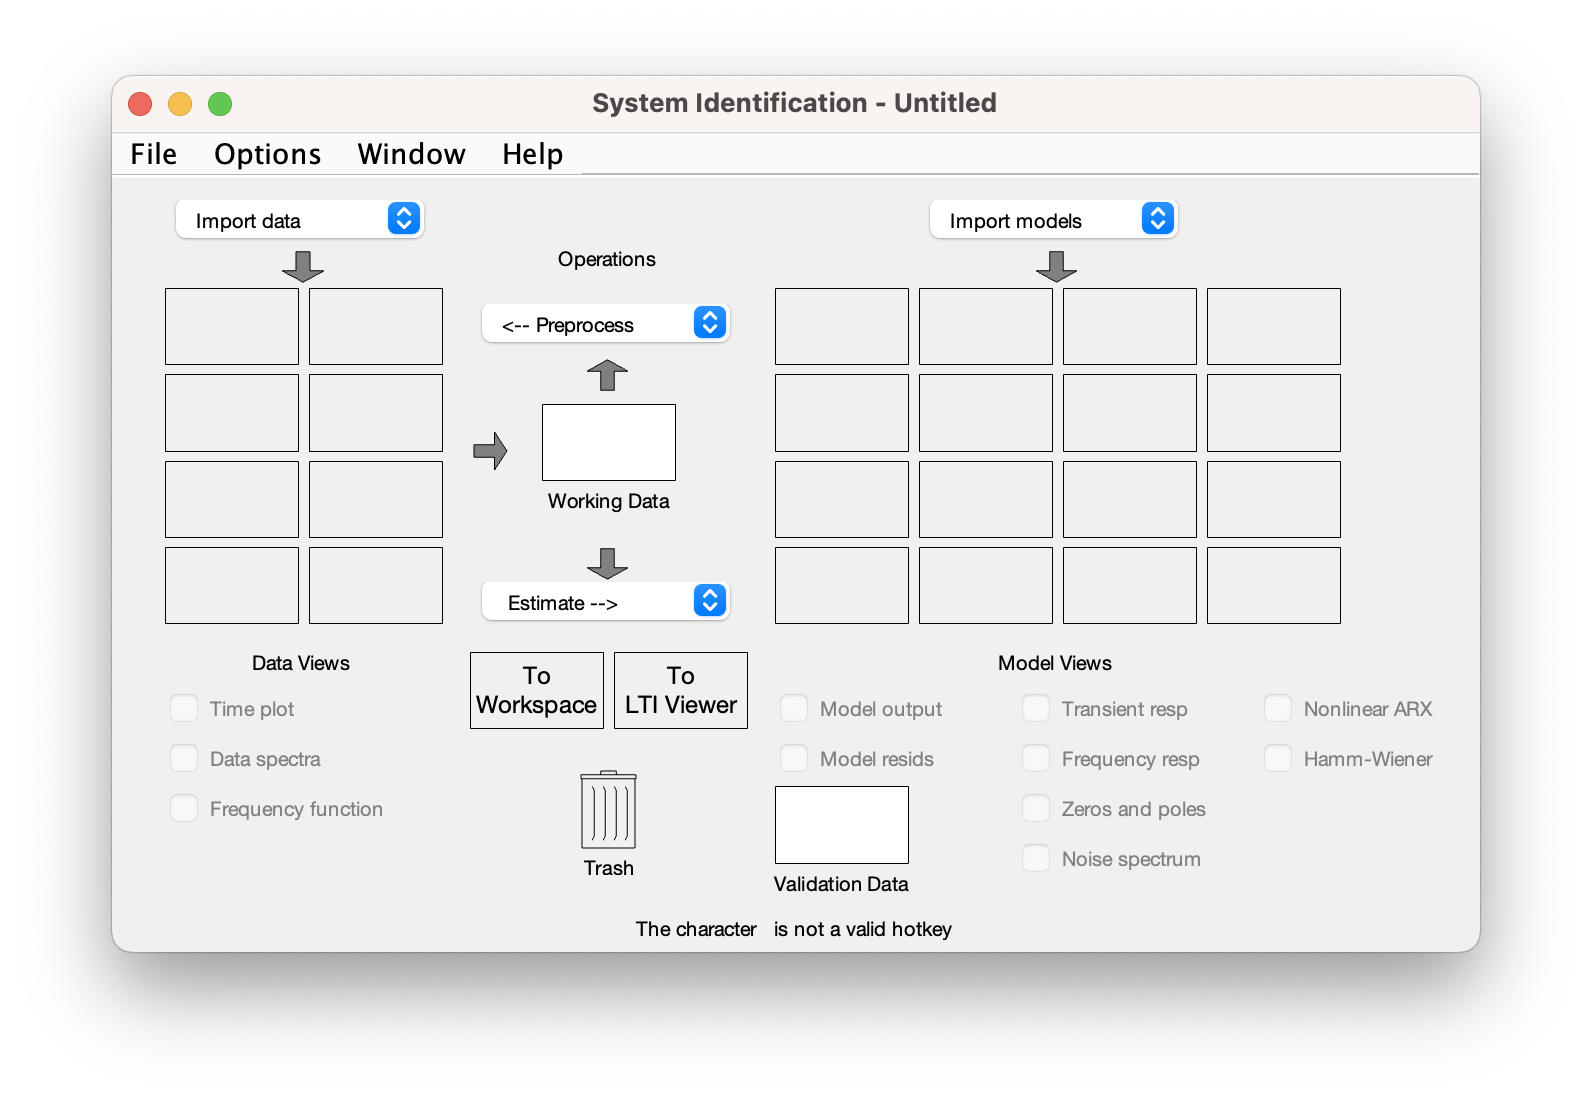 System Identification - Untitled
File Options Window Help
Import data
Import models
Operations
<-- Preprocess
Working Data
Estimate -->
Data Views
Time plot
Data spectra
Frequency function
To
Workspace
To
LTI Viewer
Trash
Model Views
Model output
Transient resp
Nonlinear ARX
Model resids
Frequency resp
Hamm-Wiener
Zeros and poles
Noise spectrum
Validation Data
The character   is not a valid hotkey